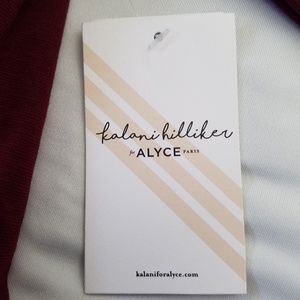 kalani hilliker
for ALYCE PARIS
kalaniforalyce.com